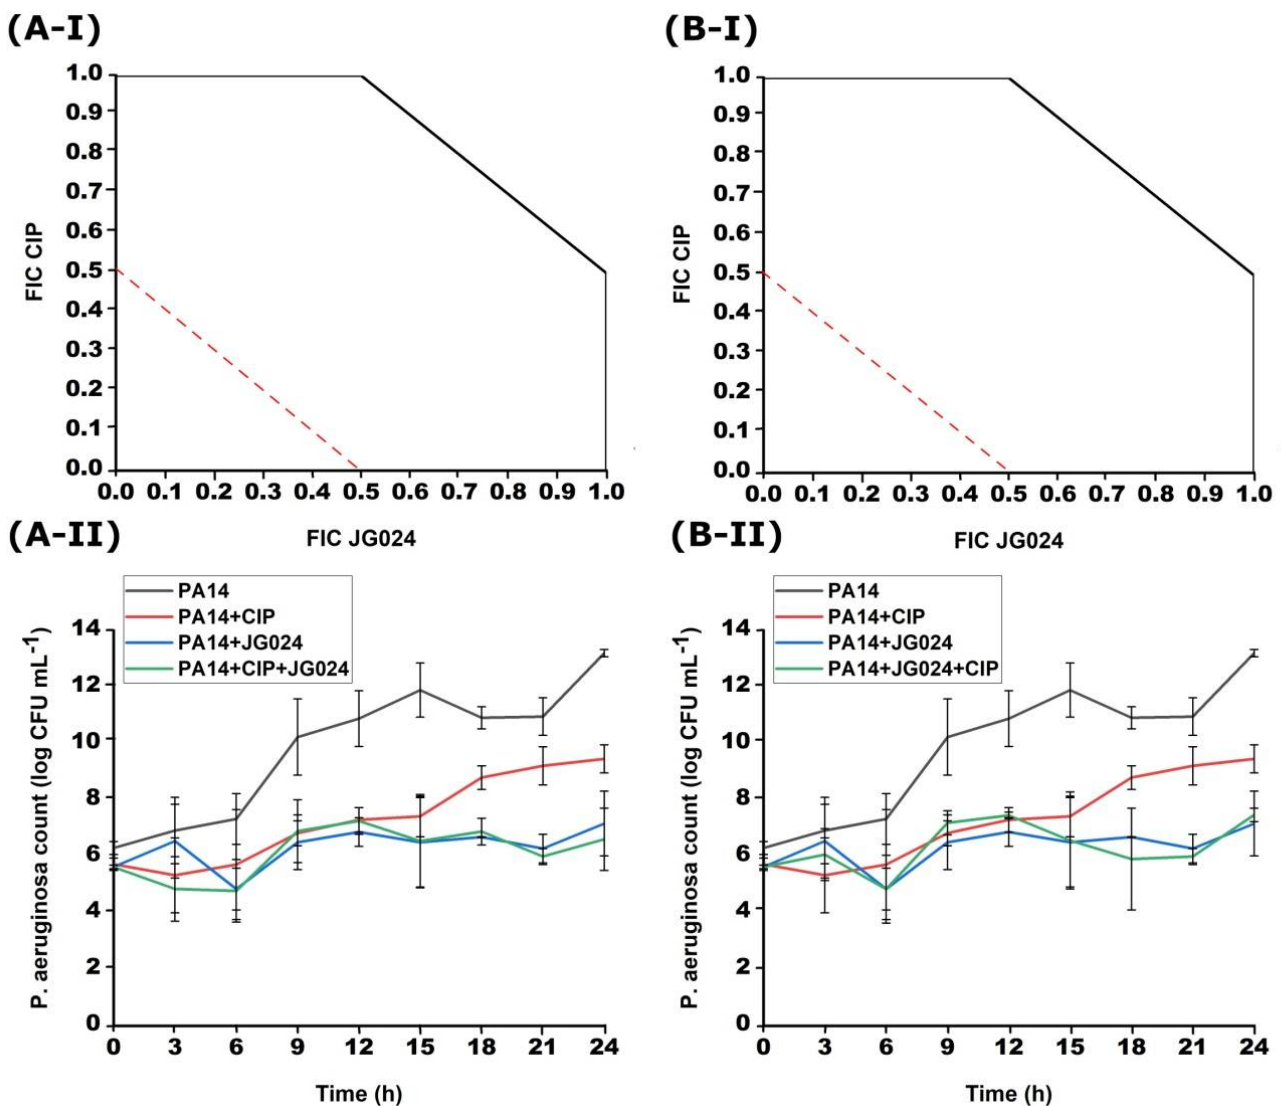 (A-I)
1.0
0.9
0.8
0.7
0.6
0.5
0.4
0.3
0.2
0.1
0.0
FIC CIP
0.0 0.1 0.2 0.3 0.4 0.5 0.6 0.7 0.8 0.9 1.0
FIC JG024
(B-I)
1.0
0.9
0.8
0.7
0.6
0.5
0.4
0.3
0.2
0.1
0.0
FIC CIP
0.0 0.1 0.2 0.3 0.4 0.5 0.6 0.7 0.8 0.9 1.0
FIC JG024
(A-II)
PA14
PA14+CIP
PA14+JG024
PA14+CIP+JG024
14
12
10
8
6
4
2
0
P. aeruginosa count (log CFU mL⁻¹)
0 3 6 9 12 15 18 21 24
Time (h)
(B-II)
PA14
PA14+CIP
PA14+JG024
PA14+JG024+CIP
14
12
10
8
6
4
2
0
P. aeruginosa count (log CFU mL⁻¹)
0 3 6 9 12 15 18 21 24
Time (h)